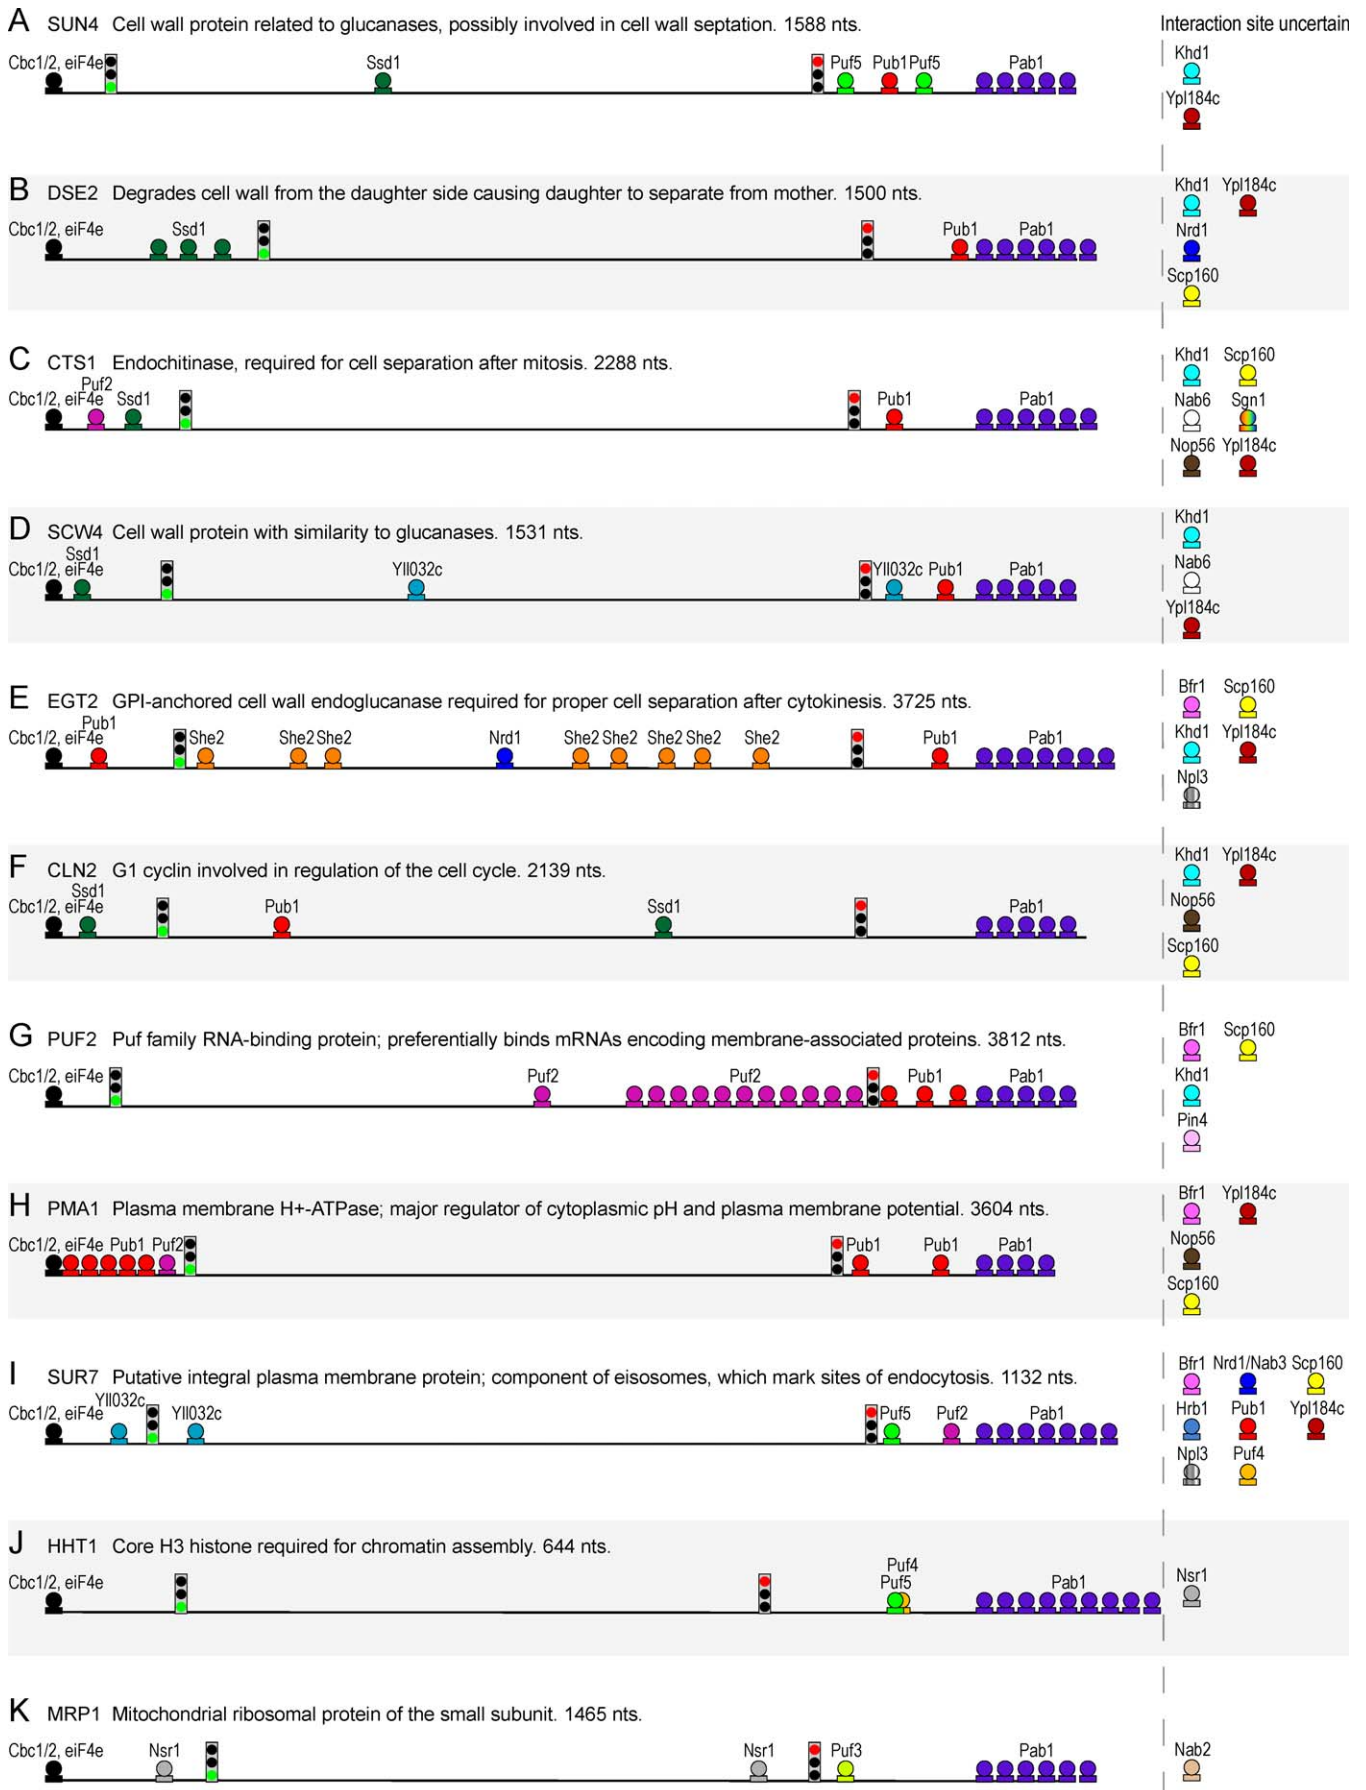 A SUN4 Cell wall protein related to glucanases, possibly involved in cell wall septation. 1588 nts.
Interaction site uncertain
Cbc1/2, eiF4e Ssd1 Puf5 Pub1 Puf5 Pab1
Khd1
Ypl184c
B DSE2 Degrades cell wall from the daughter side causing daughter to separate from mother. 1500 nts.
Cbc1/2, eiF4e Ssd1 Pub1 Pab1
Khd1 Ypl184c
Nrd1
Scp160
C CTS1 Endochitinase, required for cell separation after mitosis. 2288 nts.
Puf2
Cbc1/2, eiF4e Ssd1 Pub1 Pab1
Khd1 Scp160
Nab6 Sgn1
Nop56 Ypl184c
D SCW4 Cell wall protein with similarity to glucanases. 1531 nts.
Ssd1
Cbc1/2, eiF4e Yll032c Yll032c Pub1 Pab1
Khd1
Nab6
Ypl184c
E EGT2 GPI-anchored cell wall endoglucanase required for proper cell separation after cytokinesis. 3725 nts.
Pub1
Cbc1/2, eiF4e She2 She2 She2 Nrd1 She2 She2 She2 She2 She2 Pub1 Pab1
Bfr1 Scp160
Khd1 Ypl184c
Npl3
F CLN2 G1 cyclin involved in regulation of the cell cycle. 2139 nts.
Ssd1
Cbc1/2, eiF4e Pub1 Ssd1 Pab1
Khd1 Ypl184c
Nop56
Scp160
G PUF2 Puf family RNA-binding protein; preferentially binds mRNAs encoding membrane-associated proteins. 3812 nts.
Cbc1/2, eiF4e Puf2 Puf2 Pub1 Pab1
Bfr1 Scp160
Khd1
Pin4
H PMA1 Plasma membrane H+-ATPase; major regulator of cytoplasmic pH and plasma membrane potential. 3604 nts.
Cbc1/2, eiF4e Pub1 Puf2 Pub1 Pub1 Pab1
Bfr1 Ypl184c
Nop56
Scp160
I SUR7 Putative integral plasma membrane protein; component of eisosomes, which mark sites of endocytosis. 1132 nts.
Yll032c
Cbc1/2, eiF4e Yll032c Puf5 Puf2 Pab1
Bfr1 Nrd1/Nab3 Scp160
Hrb1 Pub1 Ypl184c
Npl3 Puf4
J HHT1 Core H3 histone required for chromatin assembly. 644 nts.
Puf4
Cbc1/2, eiF4e Puf5 Pab1
Nsr1
K MRP1 Mitochondrial ribosomal protein of the small subunit. 1465 nts.
Cbc1/2, eiF4e Nsr1 Nsr1 Puf3 Pab1
Nab2